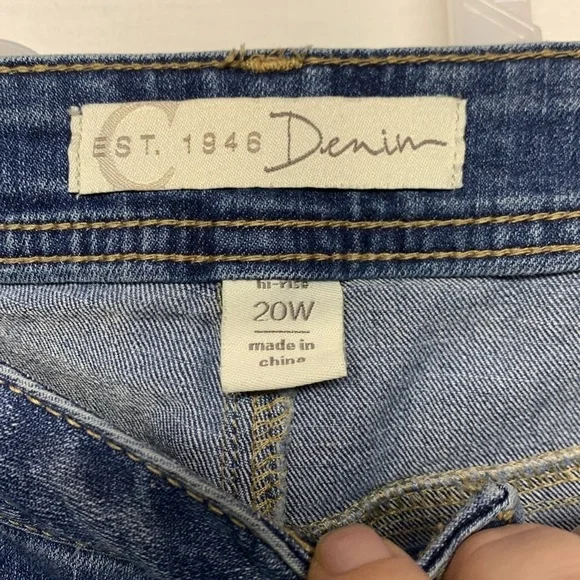 C
EST. 1946 Denim
hi-rise
20W
made in
china